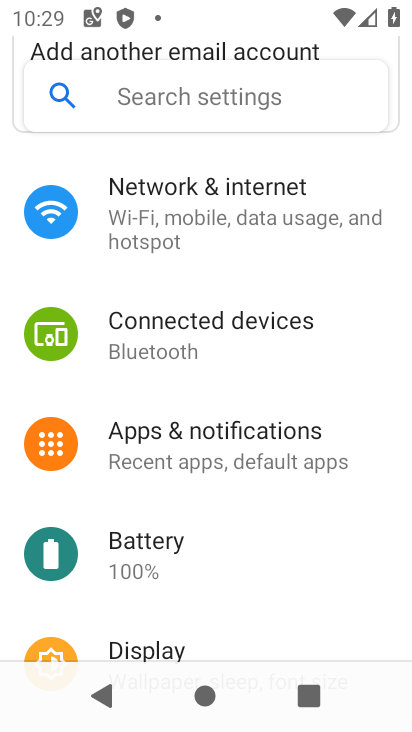 10:29
Add another email account
Search settings
Network & internet
Wi-Fi, mobile, data usage, and
hotspot
Connected devices
Bluetooth
Apps & notifications
Recent apps, default apps
Battery
100%
Display
Wallpaper, sleep, font size